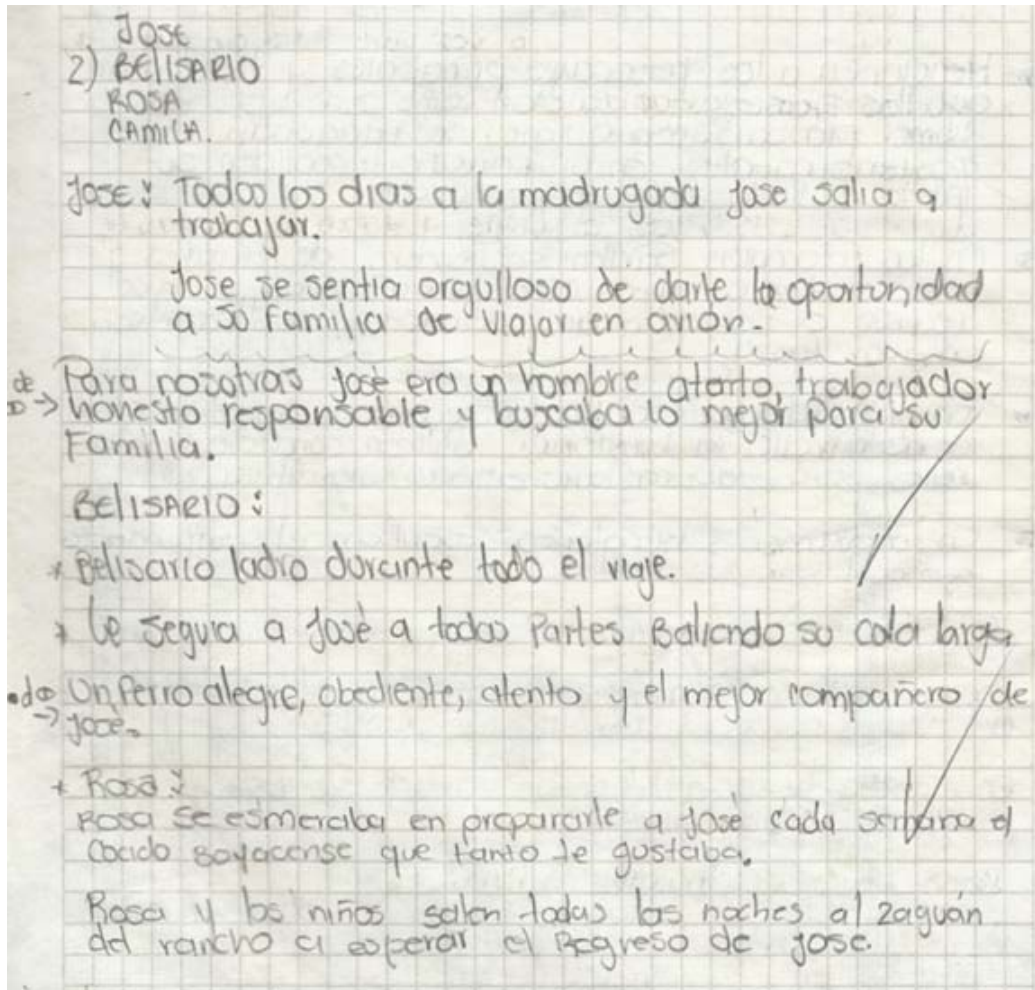 JOSE
2) BELISARIO
ROSA
CAMILA.
JOSE: Todos los dias a la madrugada jose salia a
trabajar.
Jose se sentia orgulloso de darle la oportunidad
a su familia de viajar en avión.
de Para nosotras José era un hombre atento, trabajador
D → honesto responsable y buscaba lo mejor para su
Familia.
BELISARIO:
* Belisario ladro durante todo el viaje.
* Le seguia a José a todas Partes Batiendo su cola larga
Un Perro alegre, obediente, atento y el mejor compañero de
→ José.
* Rosa:
Rosa se esmeraba en prepararle a José cada semana el
Cocido Boyacense que tanto le gustaba.
Rosa y los niños salen todas las noches al zaguán
del rancho a esperar el Regreso de Jose.